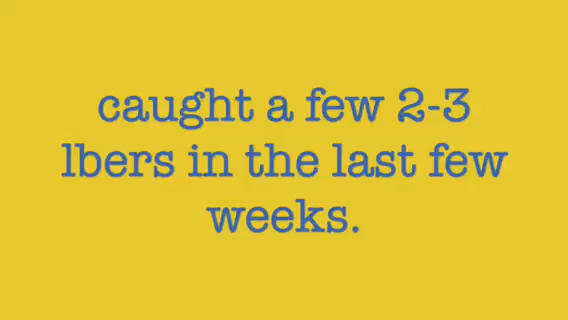 caught a few 2-3
lbers in the last few
weeks.